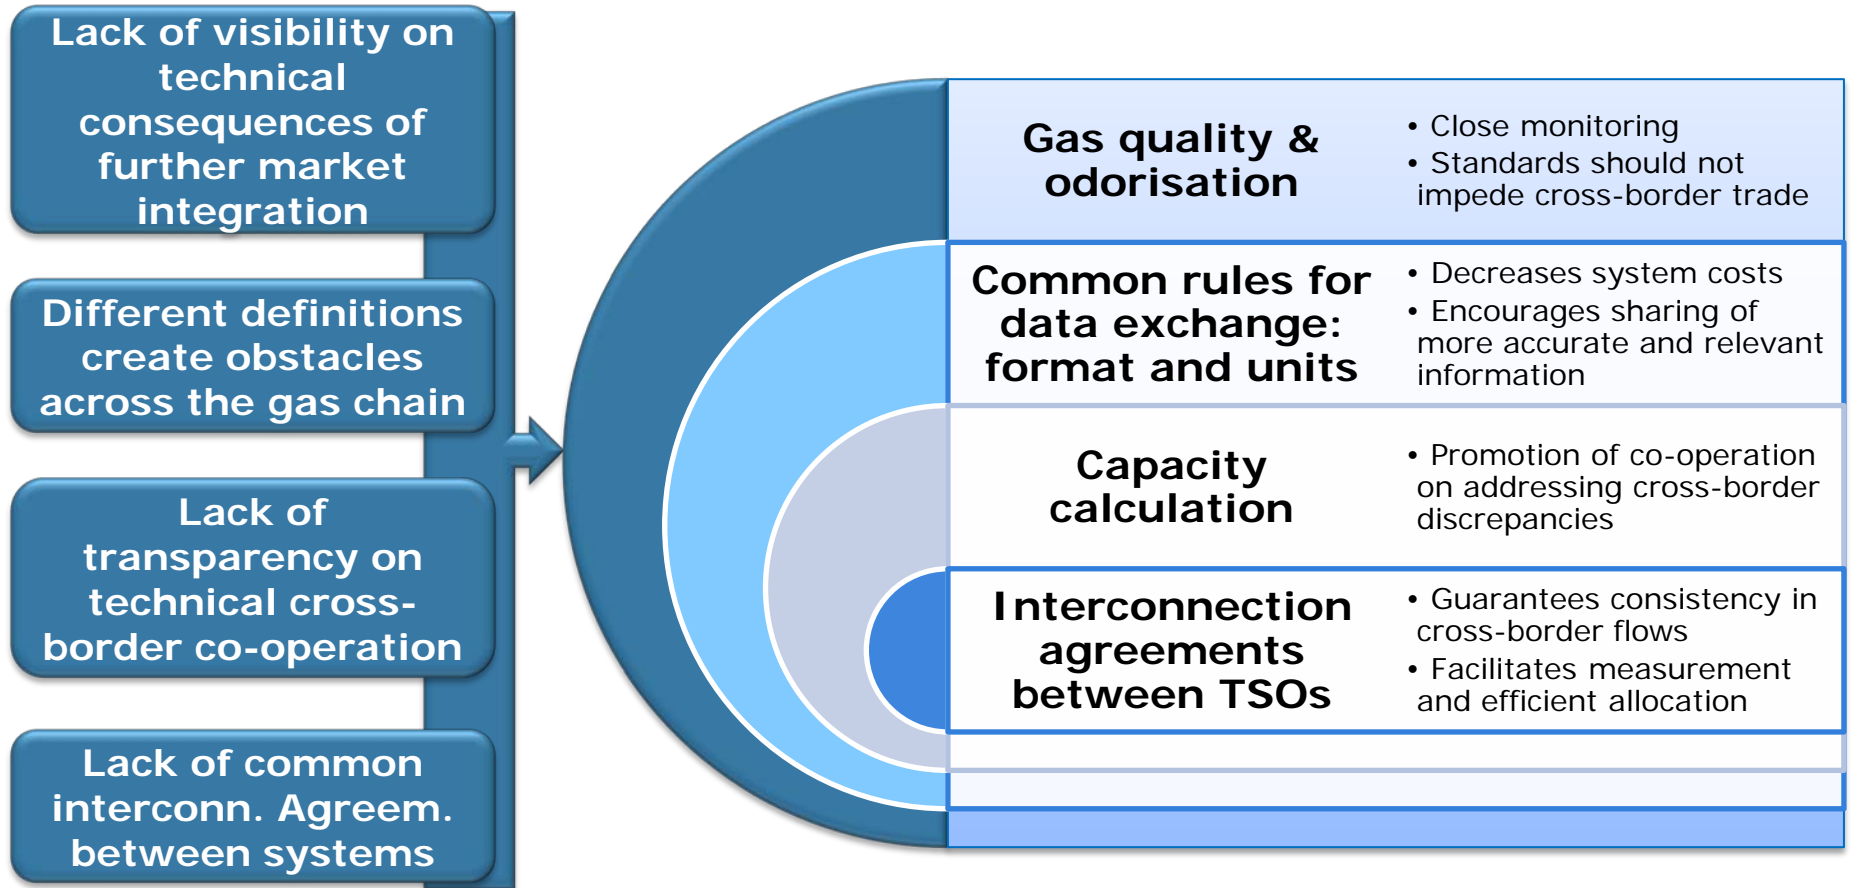 Lack of visibility on
technical
consequences of
further market
integration
Different definitions
create obstacles
across the gas chain
Lack of
transparency on
technical cross-
border co-operation
Lack of common
interconn. Agreem.
between systems
Gas quality &
odorisation
• Close monitoring
• Standards should not
impede cross-border trade
Common rules for
data exchange:
format and units
• Decreases system costs
• Encourages sharing of
more accurate and relevant
information
Capacity
calculation
• Promotion of co-operation
on addressing cross-border
discrepancies
Interconnection
agreements
between TSOs
• Guarantees consistency in
cross-border flows
• Facilitates measurement
and efficient allocation